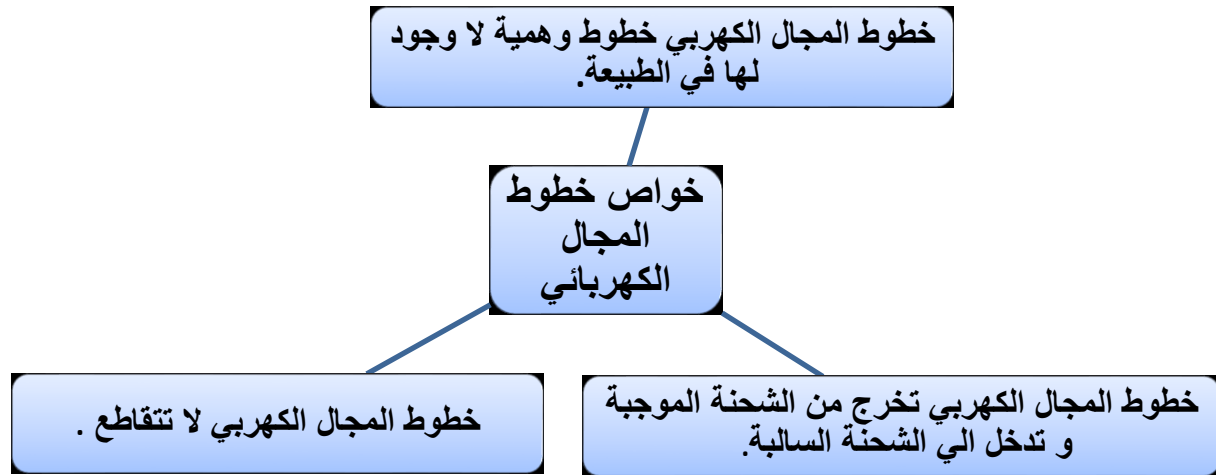 خطوط المجال الكهربي خطوط وهمية لا وجود
لها في الطبيعة.
خواص خطوط
المجال
الكهربائي
خطوط المجال الكهربي تخرج من الشحنة الموجبة
و تدخل الي الشحنة السالبة.
خطوط المجال الكهربي لا تتقاطع .